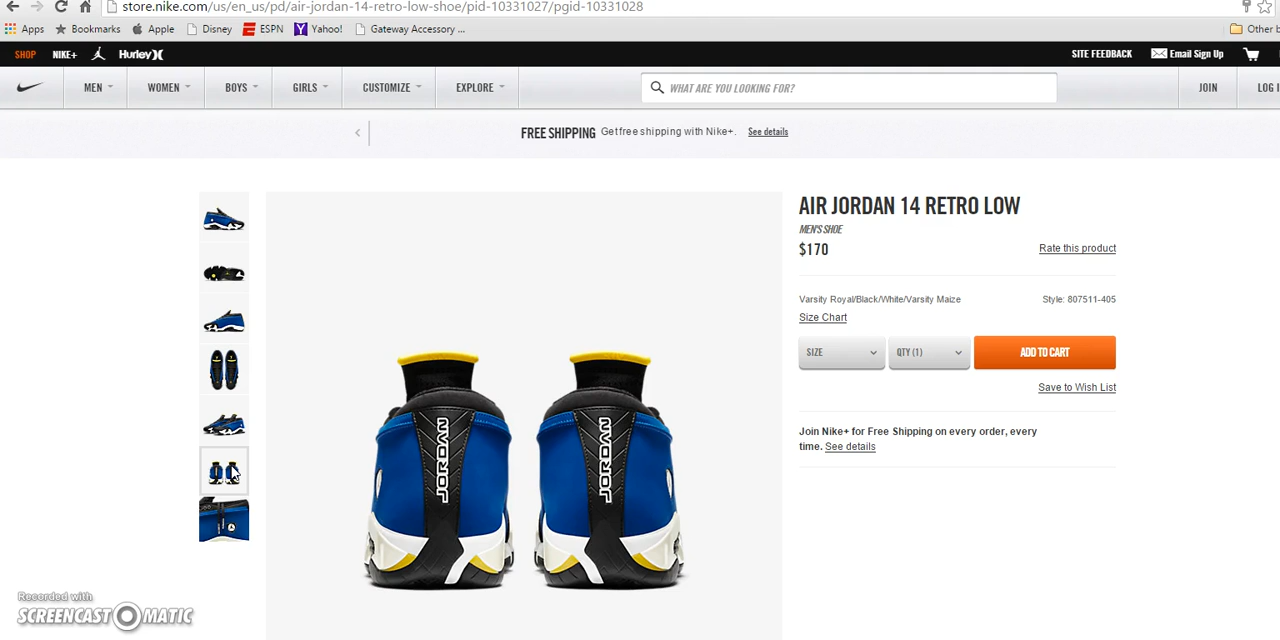 store.nike.com/us/en_us/pd/air-jordan-14-retro-low-shoe/pid-10331027/pgid-10331028
Apps Bookmarks Apple Disney ESPN Yahoo! Gateway Accessory ... Other b
SHOP NIKE+ Hurley SITE FEEDBACK Email Sign Up
MEN WOMEN BOYS GIRLS CUSTOMIZE EXPLORE WHAT ARE YOU LOOKING FOR? JOIN LOG I
FREE SHIPPING Get free shipping with Nike+. See details
AIR JORDAN 14 RETRO LOW
MEN'S SHOE
$170 Rate this product
Varsity Royal/Black/White/Varsity Maize Style: 807511-405
Size Chart
SIZE QTY (1) ADD TO CART
Save to Wish List
Join Nike+ for Free Shipping on every order, every
time. See details
JORDAN JORDAN
Recorded with
SCREENCAST-O-MATIC